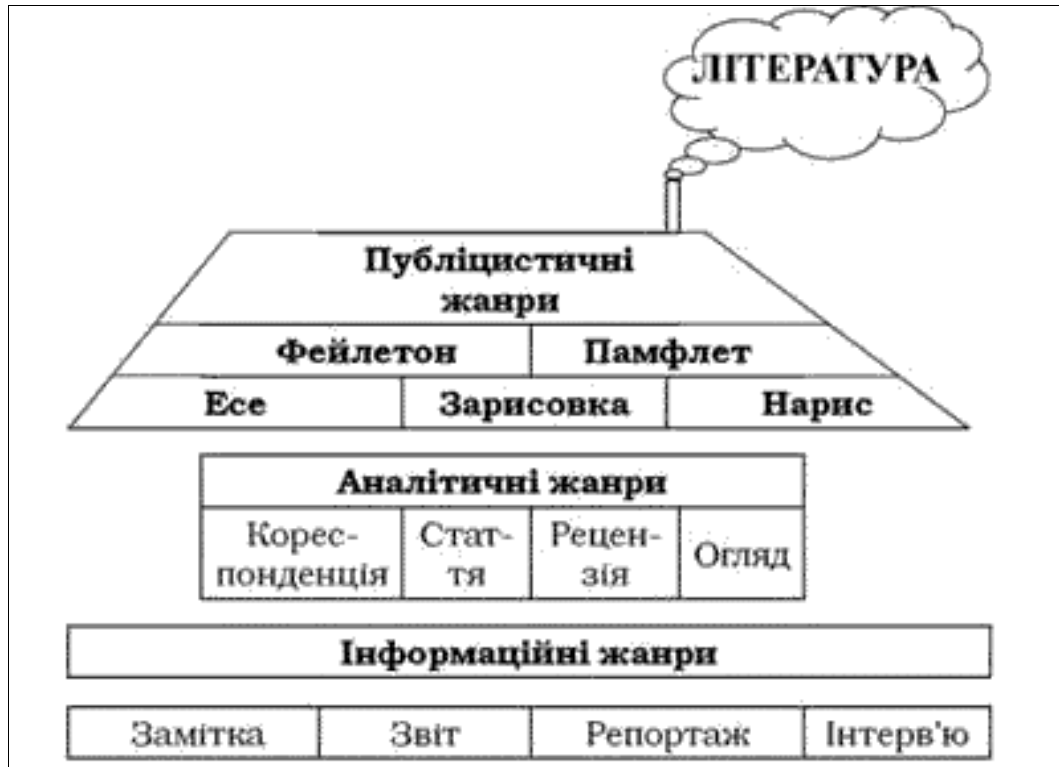 ЛІТЕРАТУРА
Публіцистичні
жанри
Фейлетон Памфлет
Есе Зарисовка Нарис
Аналітичні жанри
Корес-
понденція
Стат-
тя
Рецен-
зія
Огляд
Інформаційні жанри
Замітка Звіт Репортаж Інтерв'ю